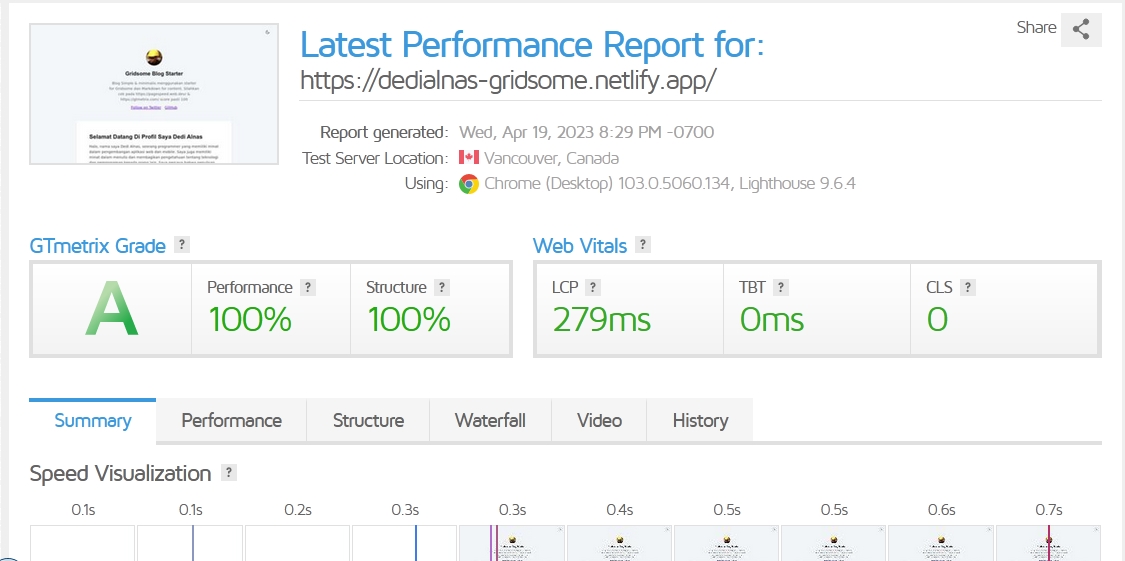 Share
Latest Performance Report for:
https://dedialnas-gridsome.netlify.app/
Gridsome Blog Starter
Follow on Twitter GitHub
Selamat Datang Di Profil Saya Dedi Alnas
Report generated: Wed, Apr 19, 2023 8:29 PM -0700
Test Server Location: Vancouver, Canada
Using: Chrome (Desktop) 103.0.5060.134, Lighthouse 9.6.4
GTmetrix Grade ?
Web Vitals ?
A
Performance ?
100%
Structure ?
100%
LCP ?
279ms
TBT ?
0ms
CLS ?
0
Summary Performance Structure Waterfall Video History
Speed Visualization ?
0.1s 0.1s 0.2s 0.3s 0.3s 0.4s 0.5s 0.5s 0.6s 0.7s